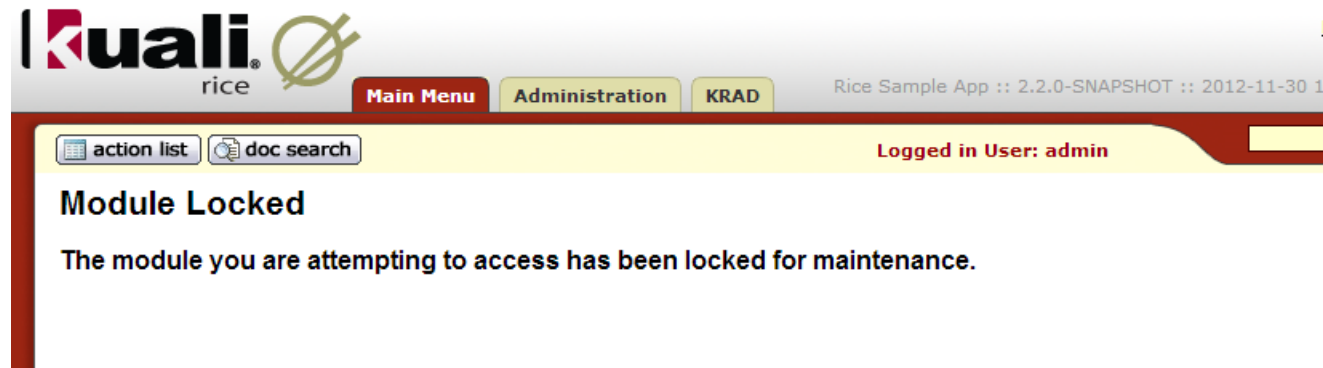 kuali®
rice
Main Menu Administration KRAD Rice Sample App :: 2.2.0-SNAPSHOT :: 2012-11-30 1
action list doc search Logged in User: admin
Module Locked
The module you are attempting to access has been locked for maintenance.